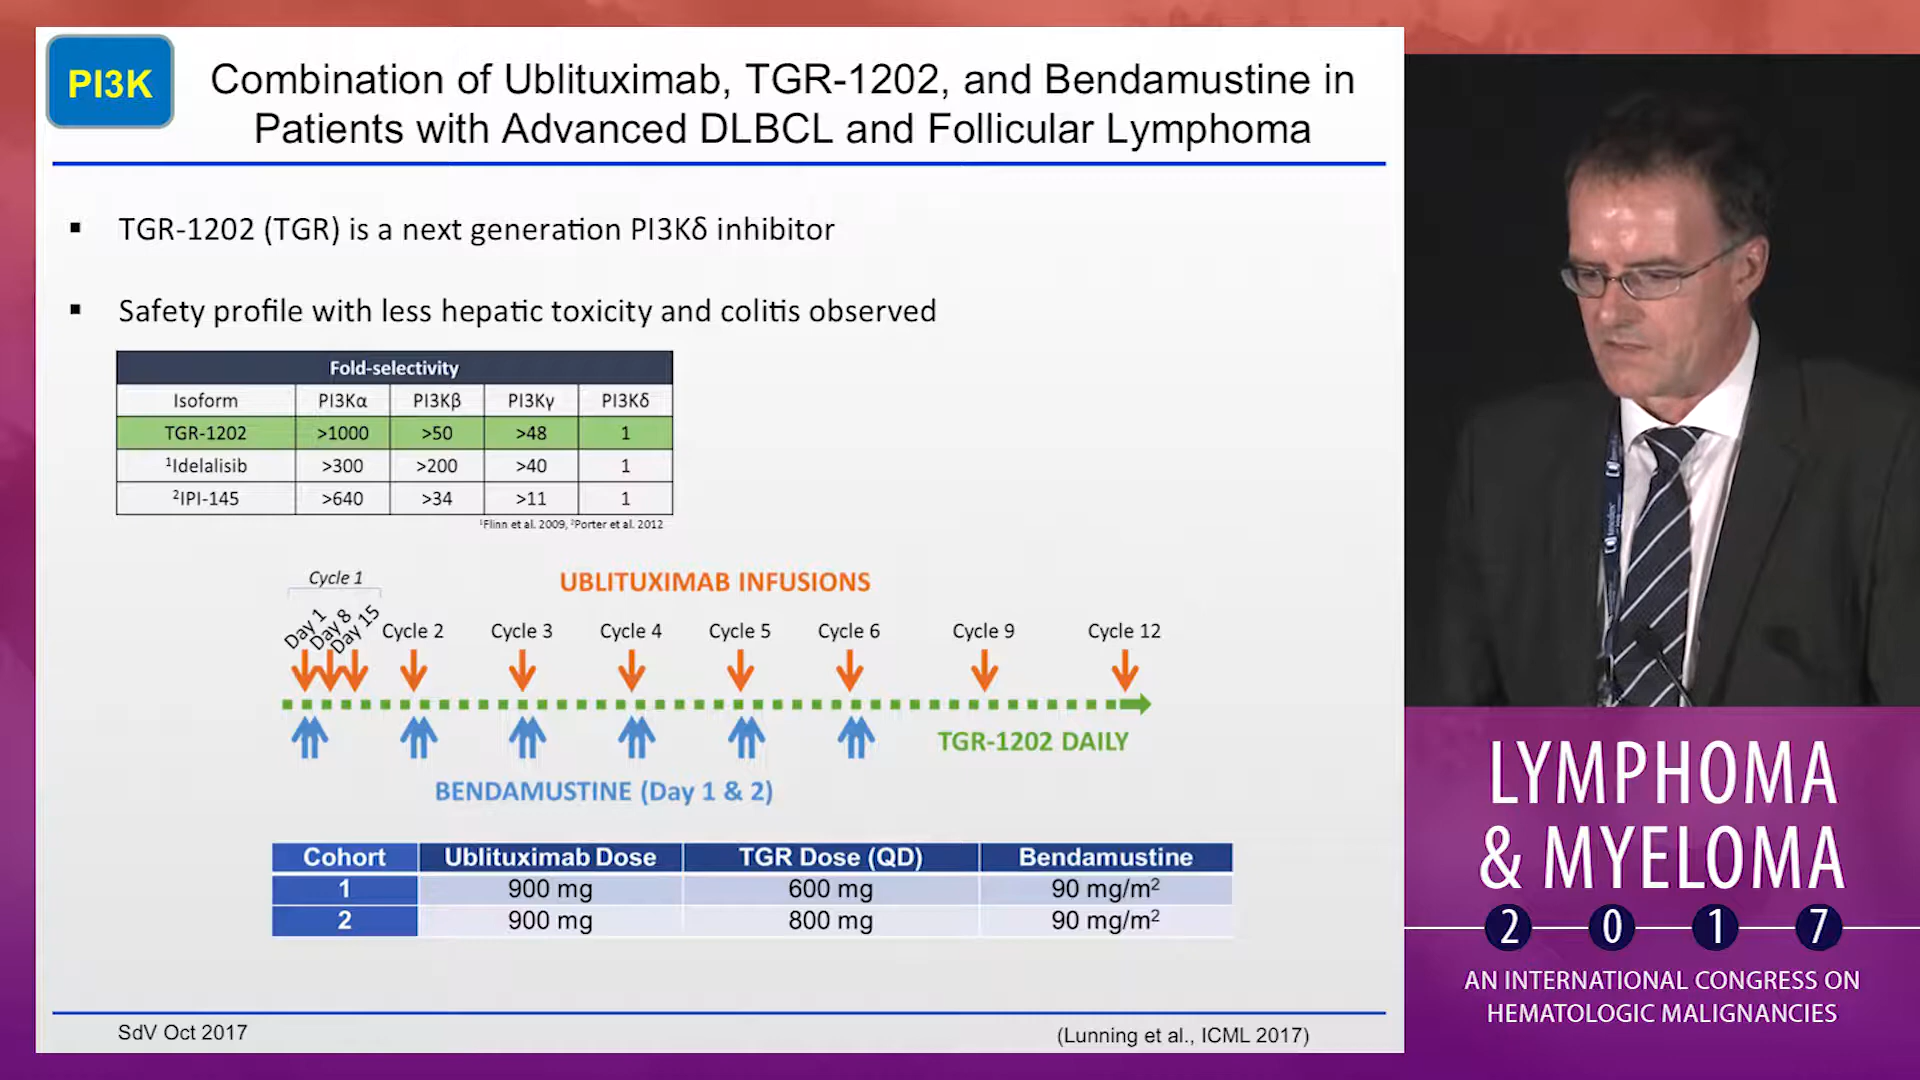 PI3K
Combination of Ublituximab, TGR-1202, and Bendamustine in
Patients with Advanced DLBCL and Follicular Lymphoma
▪ TGR-1202 (TGR) is a next generation PI3Kδ inhibitor
▪ Safety profile with less hepatic toxicity and colitis observed
Fold-selectivity
Isoform PI3Kα PI3Kβ PI3Kγ PI3Kδ
TGR-1202 >1000 >50 >48 1
¹Idelalisib >300 >200 >40 1
²IPI-145 >640 >34 >11 1
¹Flinn et al. 2009, ²Porter et al. 2012
Cycle 1
UBLITUXIMAB INFUSIONS
Day 1 Day 8 Day 15 Cycle 2 Cycle 3 Cycle 4 Cycle 5 Cycle 6 Cycle 9 Cycle 12
TGR-1202 DAILY
BENDAMUSTINE (Day 1 & 2)
Cohort Ublituximab Dose TGR Dose (QD) Bendamustine
1 900 mg 600 mg 90 mg/m²
2 900 mg 800 mg 90 mg/m²
SdV Oct 2017
(Lunning et al., ICML 2017)
LYMPHOMA
& MYELOMA
2 0 1 7
AN INTERNATIONAL CONGRESS ON
HEMATOLOGIC MALIGNANCIES